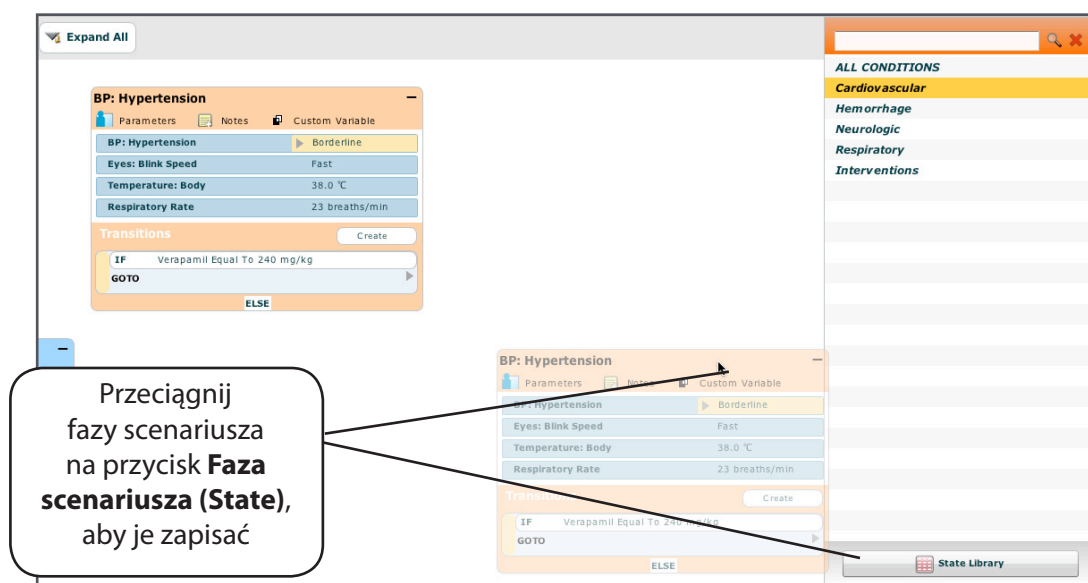 Expand All
BP: Hypertension
Parameters Notes Custom Variable
BP: Hypertension Borderline
Eyes: Blink Speed Fast
Temperature: Body 38.0 °C
Respiratory Rate 23 breaths/min
Transitions Create
IF Verapamil Equal To 240 mg/kg
GOTO
ELSE
ALL CONDITIONS
Cardiovascular
Hemorrhage
Neurologic
Respiratory
Interventions
Przeciągnij
fazy scenariusza
na przycisk Faza
scenariusza (State),
aby je zapisać
BP: Hypertension
Parameters Notes Custom Variable
BP: Hypertension Borderline
Eyes: Blink Speed Fast
Temperature: Body 38.0 °C
Respiratory Rate 23 breaths/min
Transitions Create
IF Verapamil Equal To 240 mg/kg
GOTO
ELSE
State Library